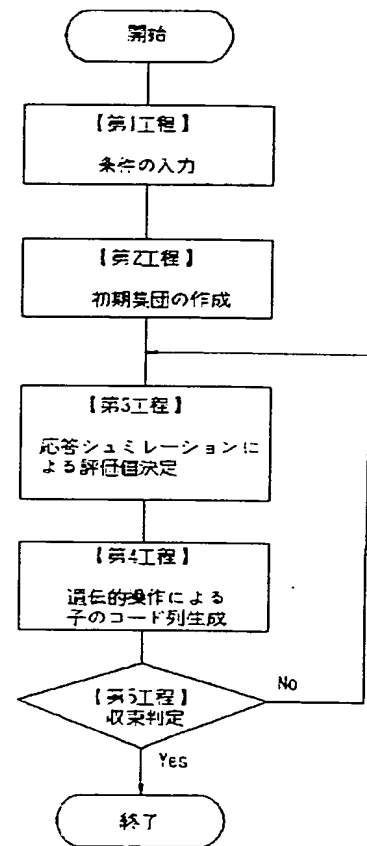 開始
【第1工程】
条件の入力
【第2工程】
初期集団の作成
【第3工程】
応答シュミレーションに
よる評価値決定
【第4工程】
遺伝的操作による
子のコード列生成
【第5工程】
収束判定
No
Yes
終了